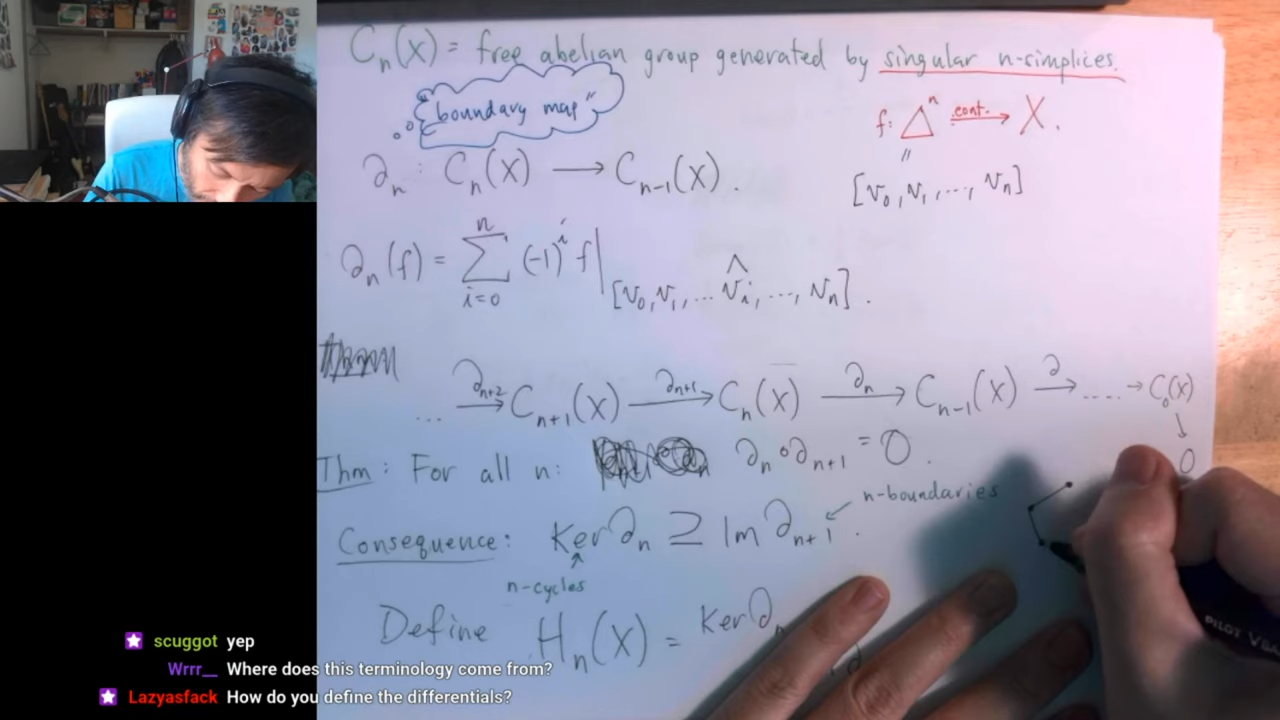 Cₙ(X) = free abelian group generated by singular n-simplices.
"boundary map"
f: Δⁿ cont. → X.
"
∂ₙ : Cₙ(X) → Cₙ₋₁(X).
[v₀, v₁, ..., vₙ]
∂ₙ(f) = Σ i=0 n (-1)ⁱ f|[v₀, v₁, ... v̂ᵢ, ..., vₙ].
... ∂ₙ₊₂ → Cₙ₊₁(X) ∂ₙ₊₁ → Cₙ(X) ∂ₙ → Cₙ₋₁(X) ∂ → .... → C₀(X)
↓
0
Thm: For all n: ∂ₙ∘∂ₙ₊₁ = 0.
n-boundaries
Consequence: Ker ∂ₙ ⊇ Im ∂ₙ₊₁.
n-cycles
Define Hₙ(X) = Ker ∂ₙ
scuggot yep
Wrrr__ Where does this terminology come from?
Lazyasfack How do you define the differentials?
PILOT